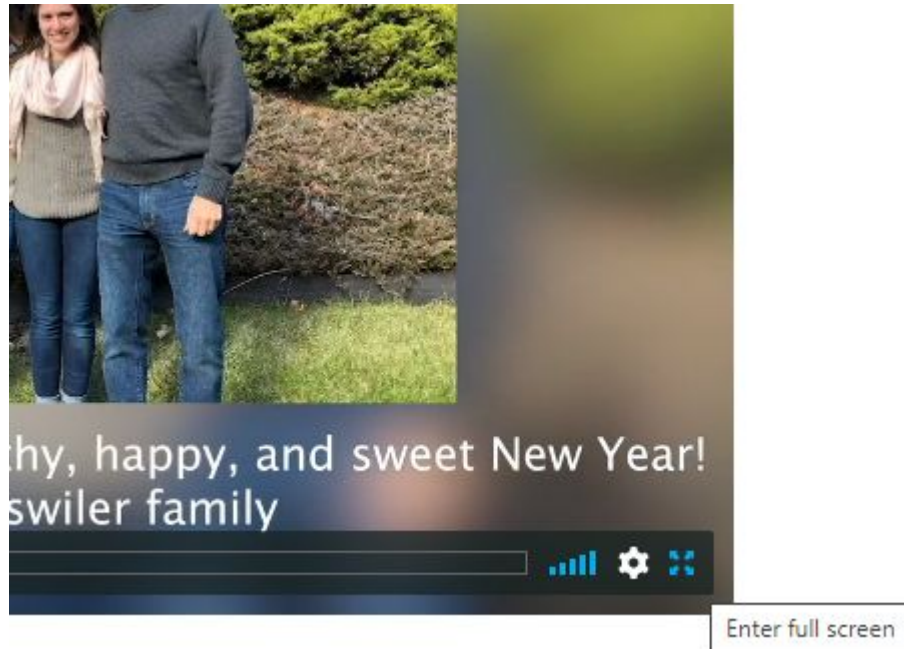 thy, happy, and sweet New Year!
swiler family
Enter full screen